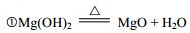 ①Mg(OH)₂ ≜ MgO + H₂O